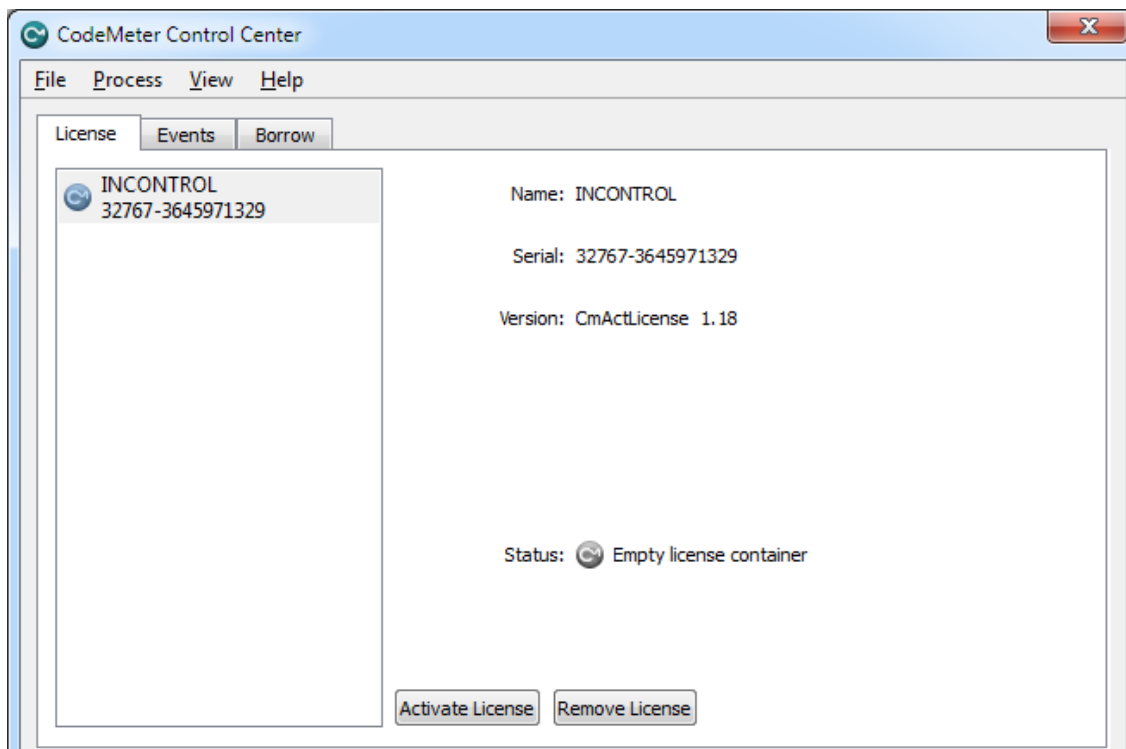 CodeMeter Control Center
File Process View Help
License Events Borrow
INCONTROL
32767-3645971329
Name: INCONTROL
Serial: 32767-3645971329
Version: CmActLicense 1.18
Status: Empty license container
Activate License Remove License